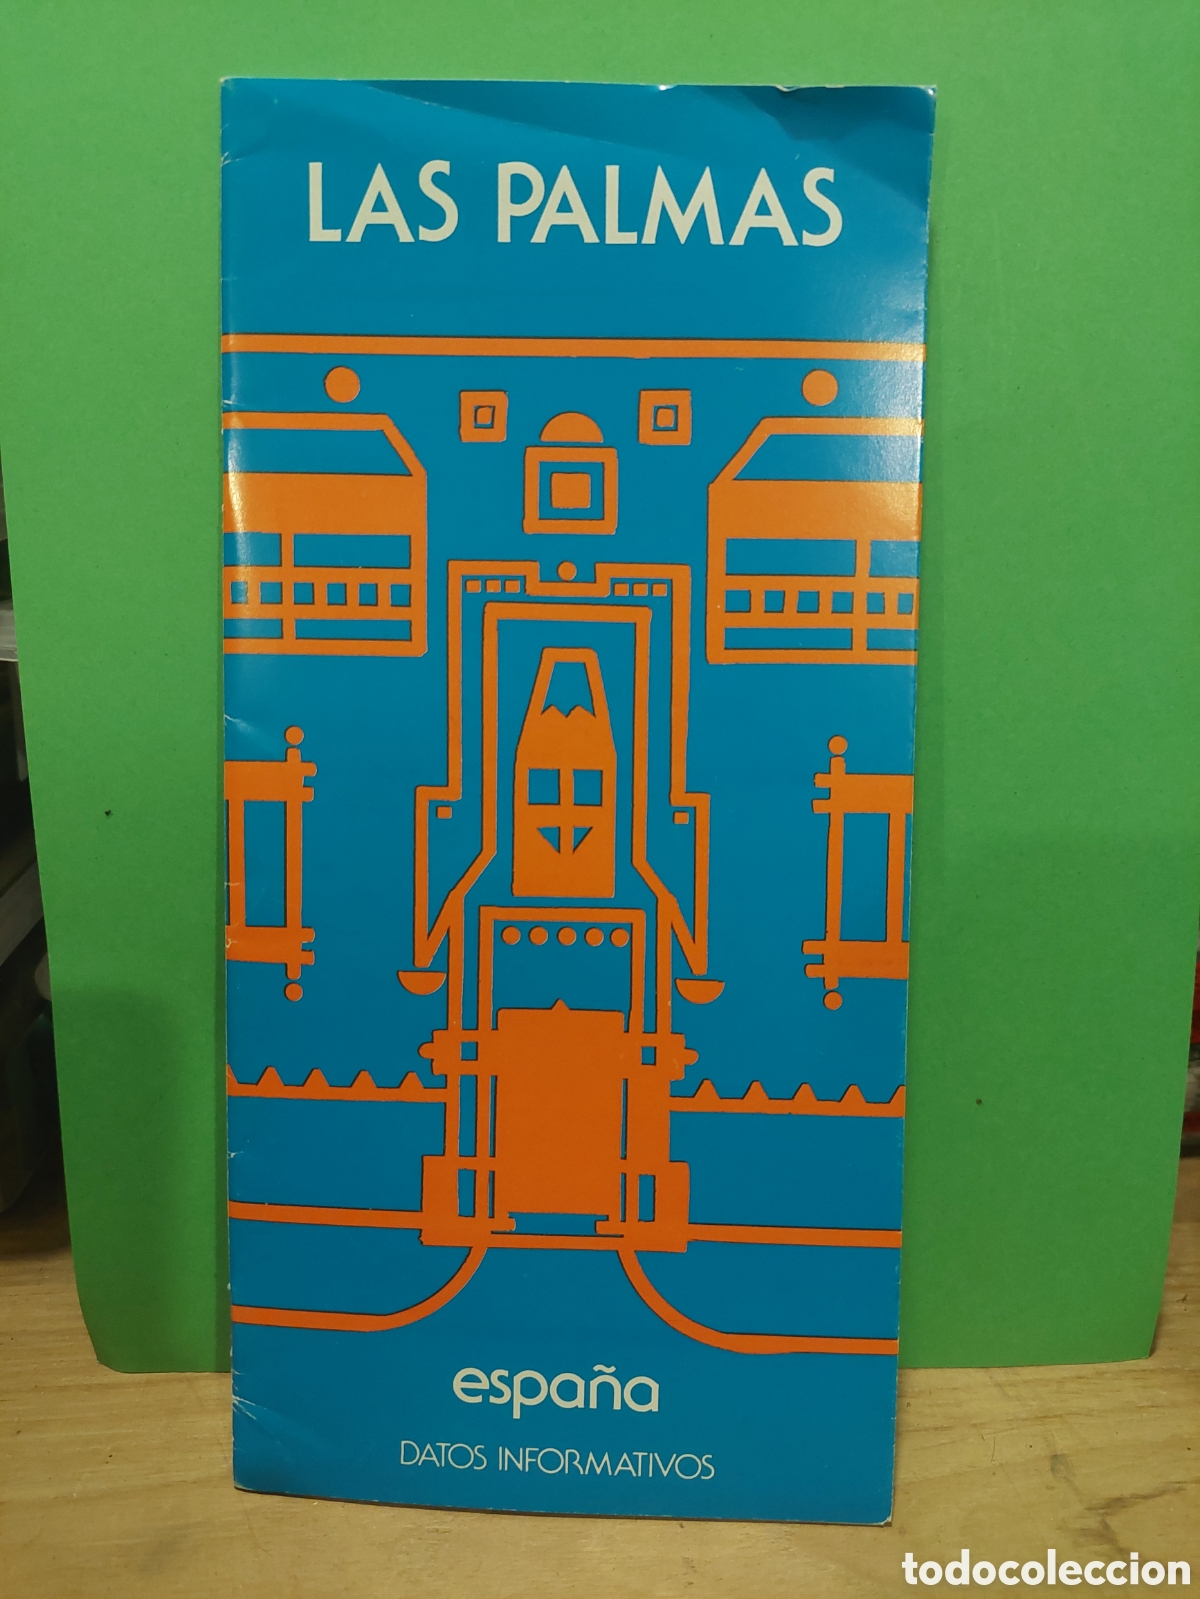 LAS PALMAS
españa
DATOS INFORMATIVOS
todocoleccion